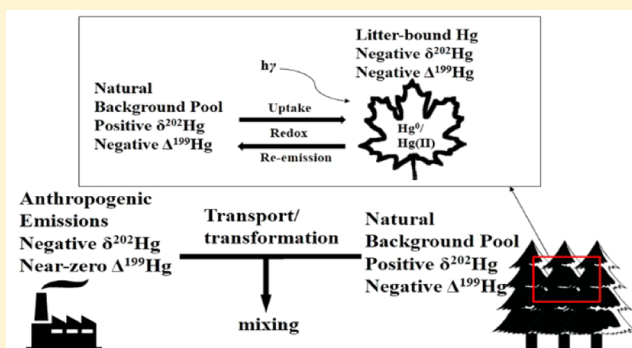 Litter-bound Hg
Negative δ²⁰²Hg
Negative Δ¹⁹⁹Hg
hγ
Natural
Background Pool
Positive δ²⁰²Hg
Negative Δ¹⁹⁹Hg
Uptake
Redox
Re-emission
Hg⁰/
Hg(II)
Anthropogenic
Emissions
Negative δ²⁰²Hg
Near-zero Δ¹⁹⁹Hg
Transport/
transformation
mixing
Natural
Background Pool
Positive δ²⁰²Hg
Negative Δ¹⁹⁹Hg